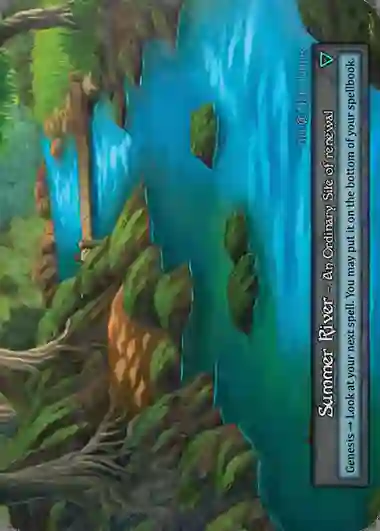 Summer River – An Ordinary Site of renewal
Genesis → Look at your next spell. You may put it on the bottom of your spellbook.